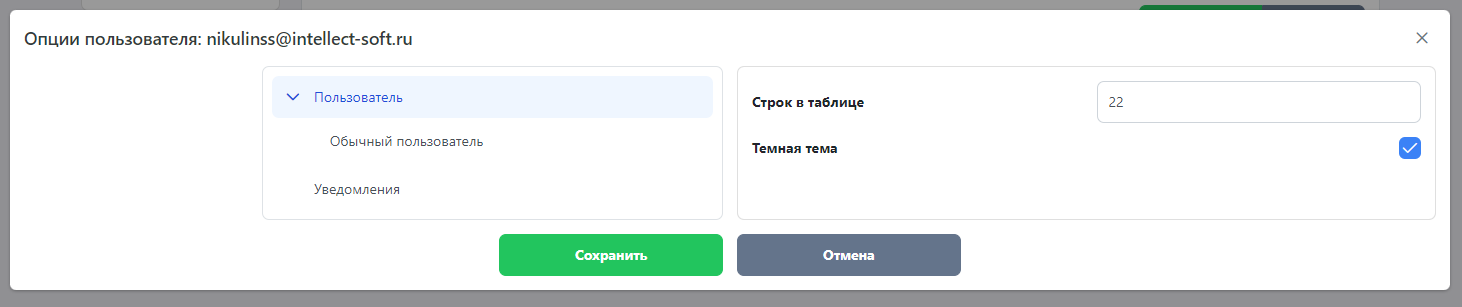 Опции пользователя: nikulinss@intellect-soft.ru
Пользователь
Обычный пользователь
Уведомления
Строк в таблице
22
Темная тема
Сохранить
Отмена